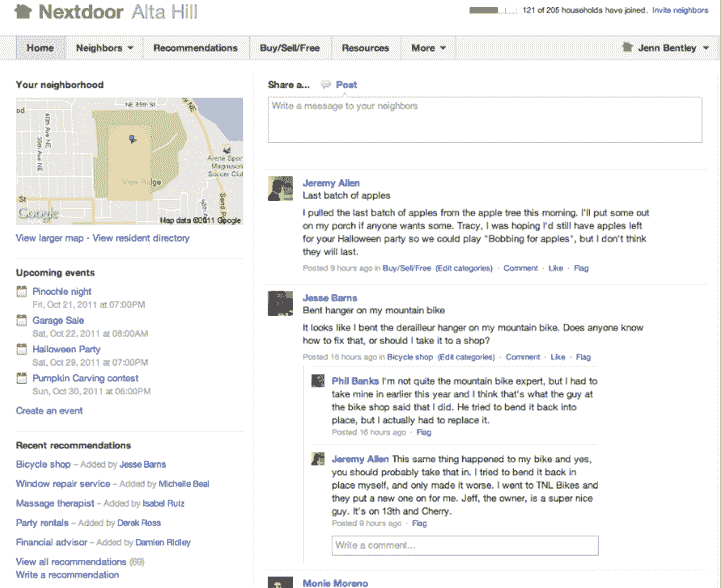 Nextdoor Alta Hill
121 of 205 households have joined. Invite neighbors
Home Neighbors Recommendations Buy/Sell/Free Resources More Jenn Bentley
Your neighborhood
NE 85th St
45th Ave NE
39th Ave NE
View Ridge
Arena Sport
Magnuson
Soccer Club
Sand P
St
Google
Map data ©2011 Google
View larger map · View resident directory
Upcoming events
Pinochle night
Fri, Oct 21, 2011 at 07:00PM
Garage Sale
Sat, Oct 22, 2011 at 08:00AM
Halloween Party
Sat, Oct 29, 2011 at 07:00PM
Pumpkin Carving contest
Sun, Oct 30, 2011 at 06:00PM
Create an event
Recent recommendations
Bicycle shop – Added by Jesse Barns
Window repair service – Added by Michelle Beal
Massage therapist – Added by Isabel Ruiz
Party rentals – Added by Derek Ross
Financial advisor – Added by Damien Ridley
View all recommendations (69)
Write a recommendation
Share a... Post
Write a message to your neighbors
Jeremy Allen
Last batch of apples
I pulled the last batch of apples from the apple tree this morning. I'll put some out
on my porch if anyone wants some. Tracy, I was hoping I'd still have apples left
for your Halloween party so we could play "Bobbing for apples", but I don't think
they will last.
Posted 9 hours ago in Buy/Sell/Free (Edit categories) · Comment · Like · Flag
Jesse Barns
Bent hanger on my mountain bike
It looks like I bent the derailleur hanger on my mountain bike. Does anyone know
how to fix that, or should I take it to a shop?
Posted 16 hours ago in Bicycle shop (Edit categories) · Comment · Like · Flag
Phil Banks I'm not quite the mountain bike expert, but I had to
take mine in earlier this year and I think that's what the guy at
the bike shop said that I did. He tried to bend it back into
place, but I actually had to replace it.
Posted 16 hours ago · Flag
Jeremy Allen This same thing happened to my bike and yes,
you should probably take that in. I tried to bend it back in
place myself, and only made it worse. I went to TNL Bikes and
they put a new one on for me. Jeff, the owner, is a super nice
guy. It's on 13th and Cherry.
Posted 9 hours ago · Flag
Write a comment...
Monie Moreno